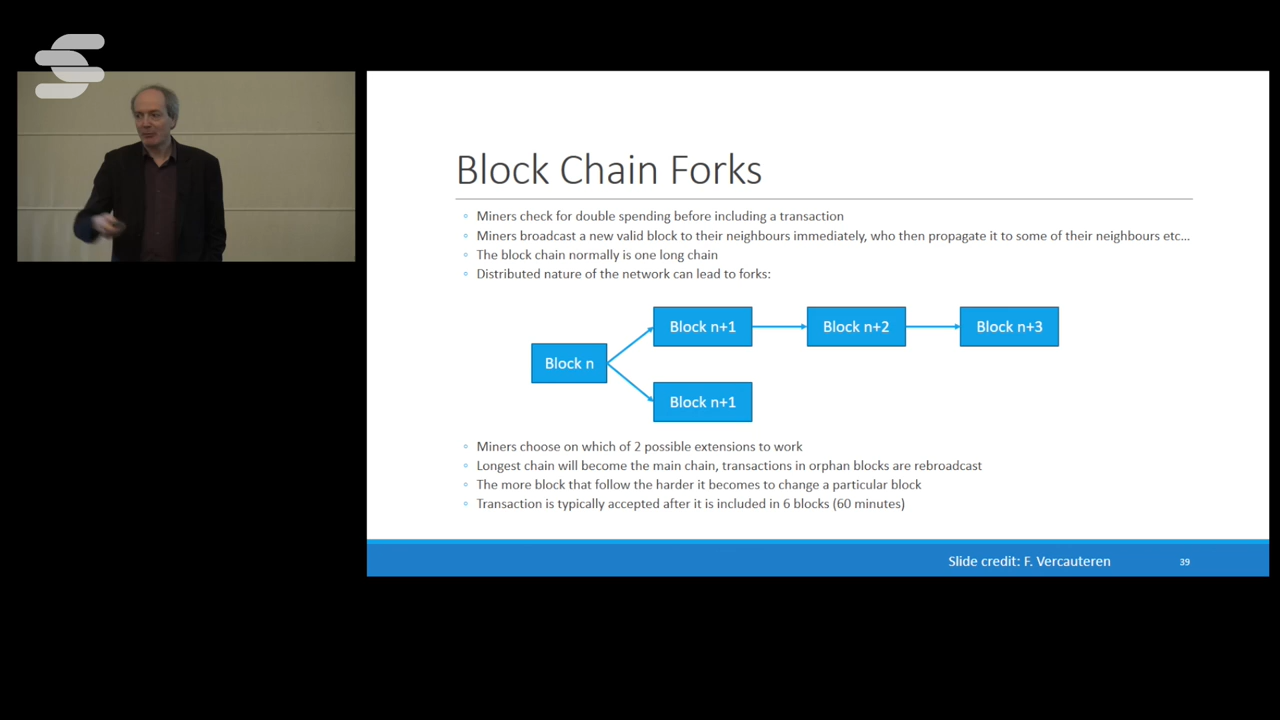 Block Chain Forks
Miners check for double spending before including a transaction
Miners broadcast a new valid block to their neighbours immediately, who then propagate it to some of their neighbours etc...
The block chain normally is one long chain
Distributed nature of the network can lead to forks:
Block n+1
Block n+2
Block n+3
Block n
Block n+1
Miners choose on which of 2 possible extensions to work
Longest chain will become the main chain, transactions in orphan blocks are rebroadcast
The more block that follow the harder it becomes to change a particular block
Transaction is typically accepted after it is included in 6 blocks (60 minutes)
Slide credit: F. Vercauteren
39